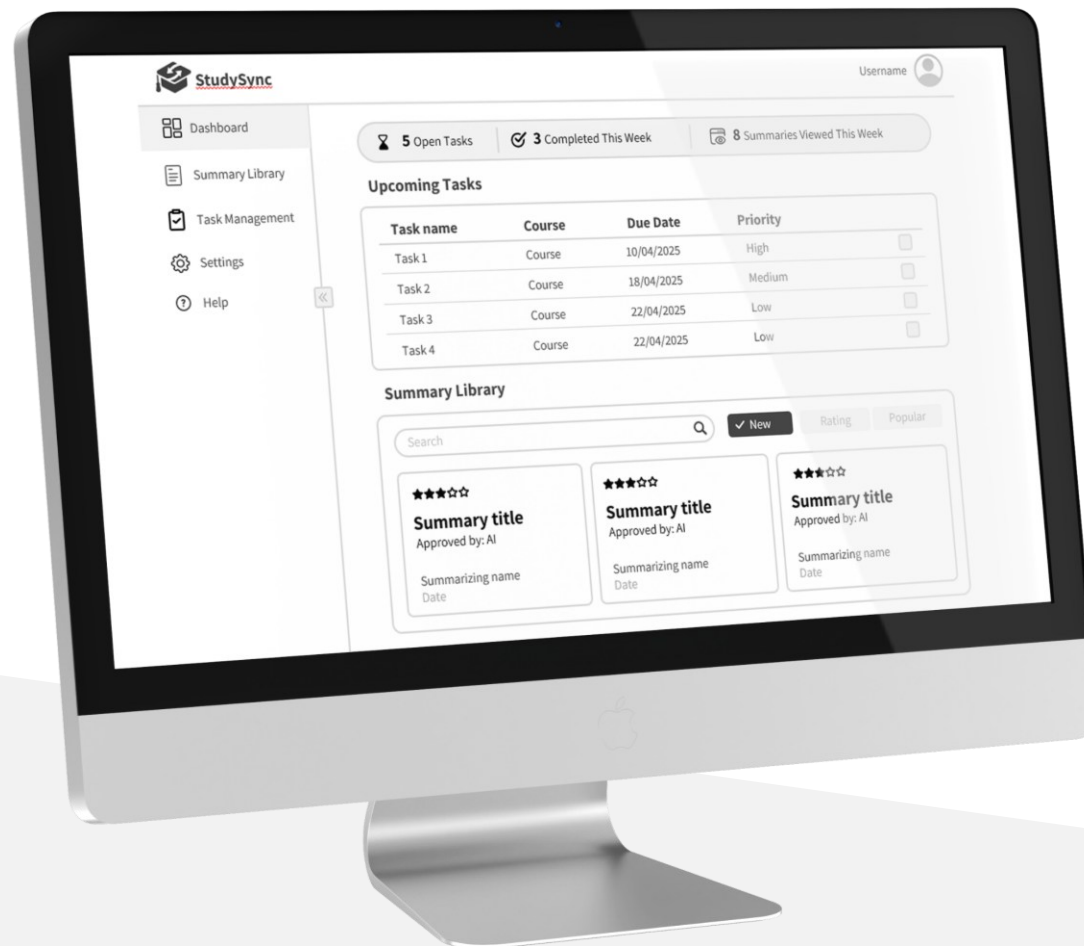 StudySync
Username
Dashboard
Summary Library
Task Management
Settings
Help
5 Open Tasks
3 Completed This Week
8 Summaries Viewed This Week
Upcoming Tasks
Task name Course Due Date Priority
Task 1 Course 10/04/2025 High
Task 2 Course 18/04/2025 Medium
Task 3 Course 22/04/2025 Low
Task 4 Course 22/04/2025 Low
Summary Library
Search
New
Rating
Popular
Summary title
Approved by: AI
Summarizing name
Date
Summary title
Approved by: AI
Summarizing name
Date
Summary title
Approved by: AI
Summarizing name
Date